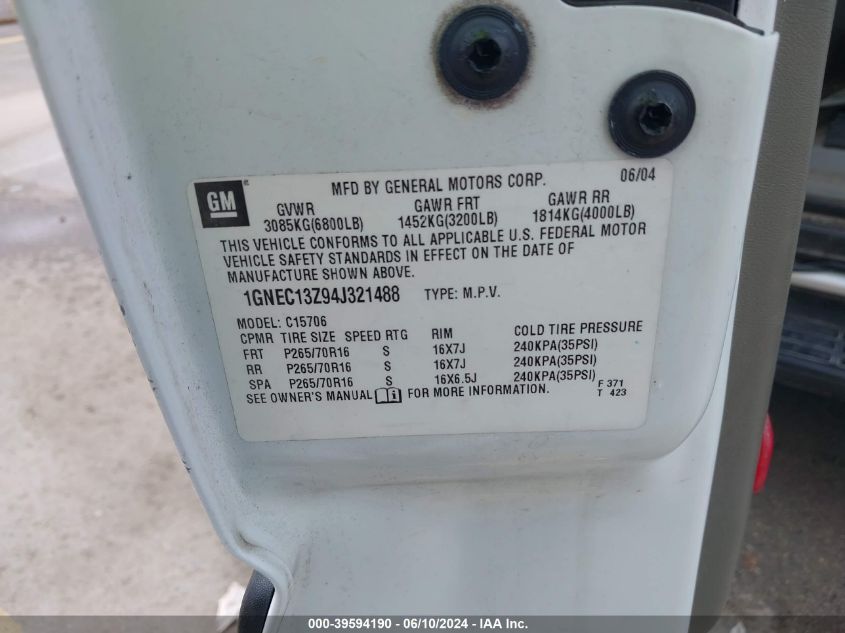 GM ® MFD BY GENERAL MOTORS CORP. 06/04
GVWR GAWR FRT GAWR RR
3085KG(6800LB) 1452KG(3200LB) 1814KG(4000LB)
THIS VEHICLE CONFORMS TO ALL APPLICABLE U.S. FEDERAL MOTOR
VEHICLE SAFETY STANDARDS IN EFFECT ON THE DATE OF
MANUFACTURE SHOWN ABOVE.
1GNEC13Z94J321488 TYPE: M.P.V.
MODEL: C15706
CPMR TIRE SIZE SPEED RTG RIM COLD TIRE PRESSURE
FRT P265/70R16 S 16X7J 240KPA(35PSI)
RR P265/70R16 S 16X7J 240KPA(35PSI)
SPA P265/70R16 S 16X6.5J 240KPA(35PSI)
SEE OWNER'S MANUAL FOR MORE INFORMATION.
F 371
T 423
000-39594190 - 06/10/2024 - IAA Inc.